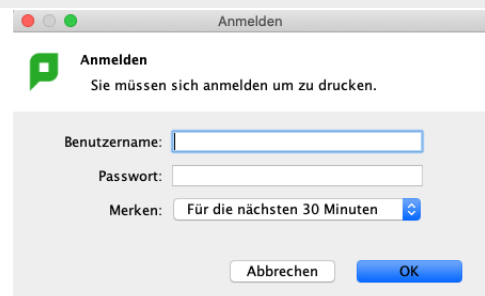 Anmelden
Anmelden
Sie müssen sich anmelden um zu drucken.
Benutzername:
Passwort:
Merken: Für die nächsten 30 Minuten
Abbrechen OK